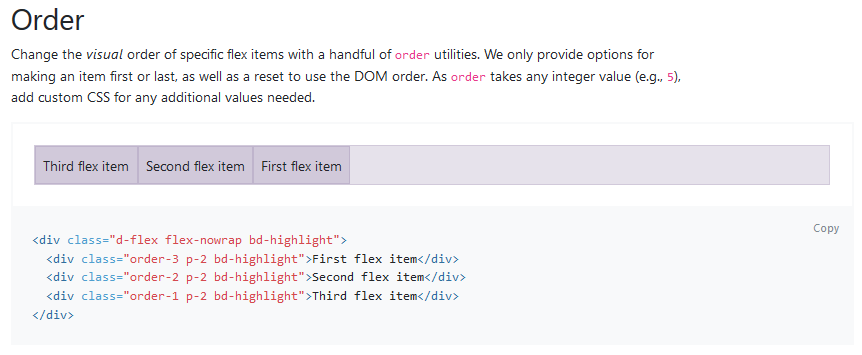 Order
Change the visual order of specific flex items with a handful of order utilities. We only provide options for
making an item first or last, as well as a reset to use the DOM order. As order takes any integer value (e.g., 5),
add custom CSS for any additional values needed.
Third flex item Second flex item First flex item
Copy
<div class="d-flex flex-nowrap bd-highlight">
  <div class="order-3 p-2 bd-highlight">First flex item</div>
  <div class="order-2 p-2 bd-highlight">Second flex item</div>
  <div class="order-1 p-2 bd-highlight">Third flex item</div>
</div>